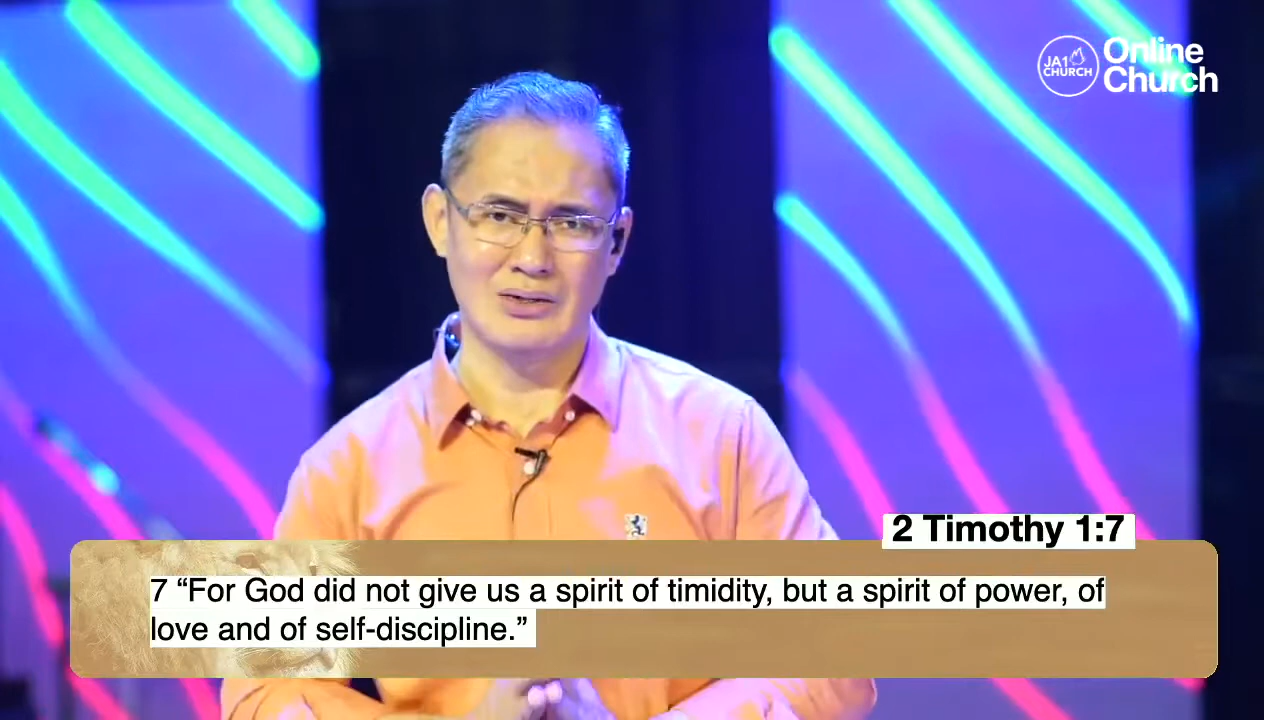 JA1
CHURCH
Online
Church
2 Timothy 1:7
7 “For God did not give us a spirit of timidity, but a spirit of power, of
love and of self-discipline.”